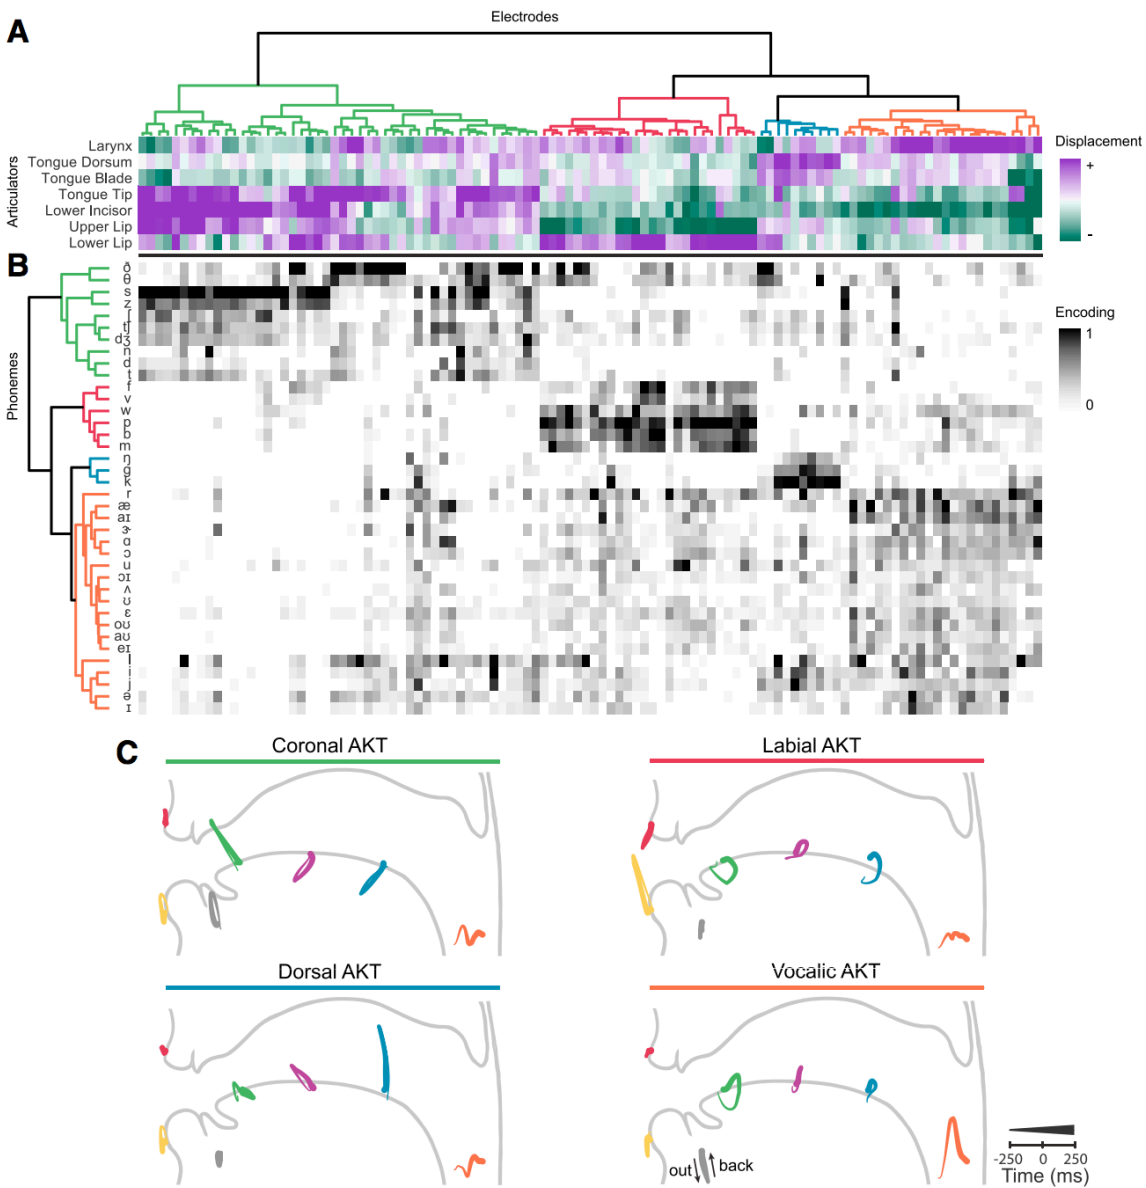 A
Electrodes
Articulators
Larynx
Tongue Dorsum
Tongue Blade
Tongue Tip
Lower Incisor
Upper Lip
Lower Lip
Displacement
+
-
B
Phonemes
ð
θ
s
z
ʃ
tʃ
dʒ
n
d
t
f
v
w
p
b
m
ŋ
g
k
r
æ
aɪ
ɝ
ɑ
ɔ
u
ɔɪ
ʌ
ʊ
ɛ
oʊ
aʊ
eɪ
l
i
j
ə
ɪ
Encoding
1
0
C
Coronal AKT
Labial AKT
Dorsal AKT
Vocalic AKT
out
back
-250 0 250
Time (ms)